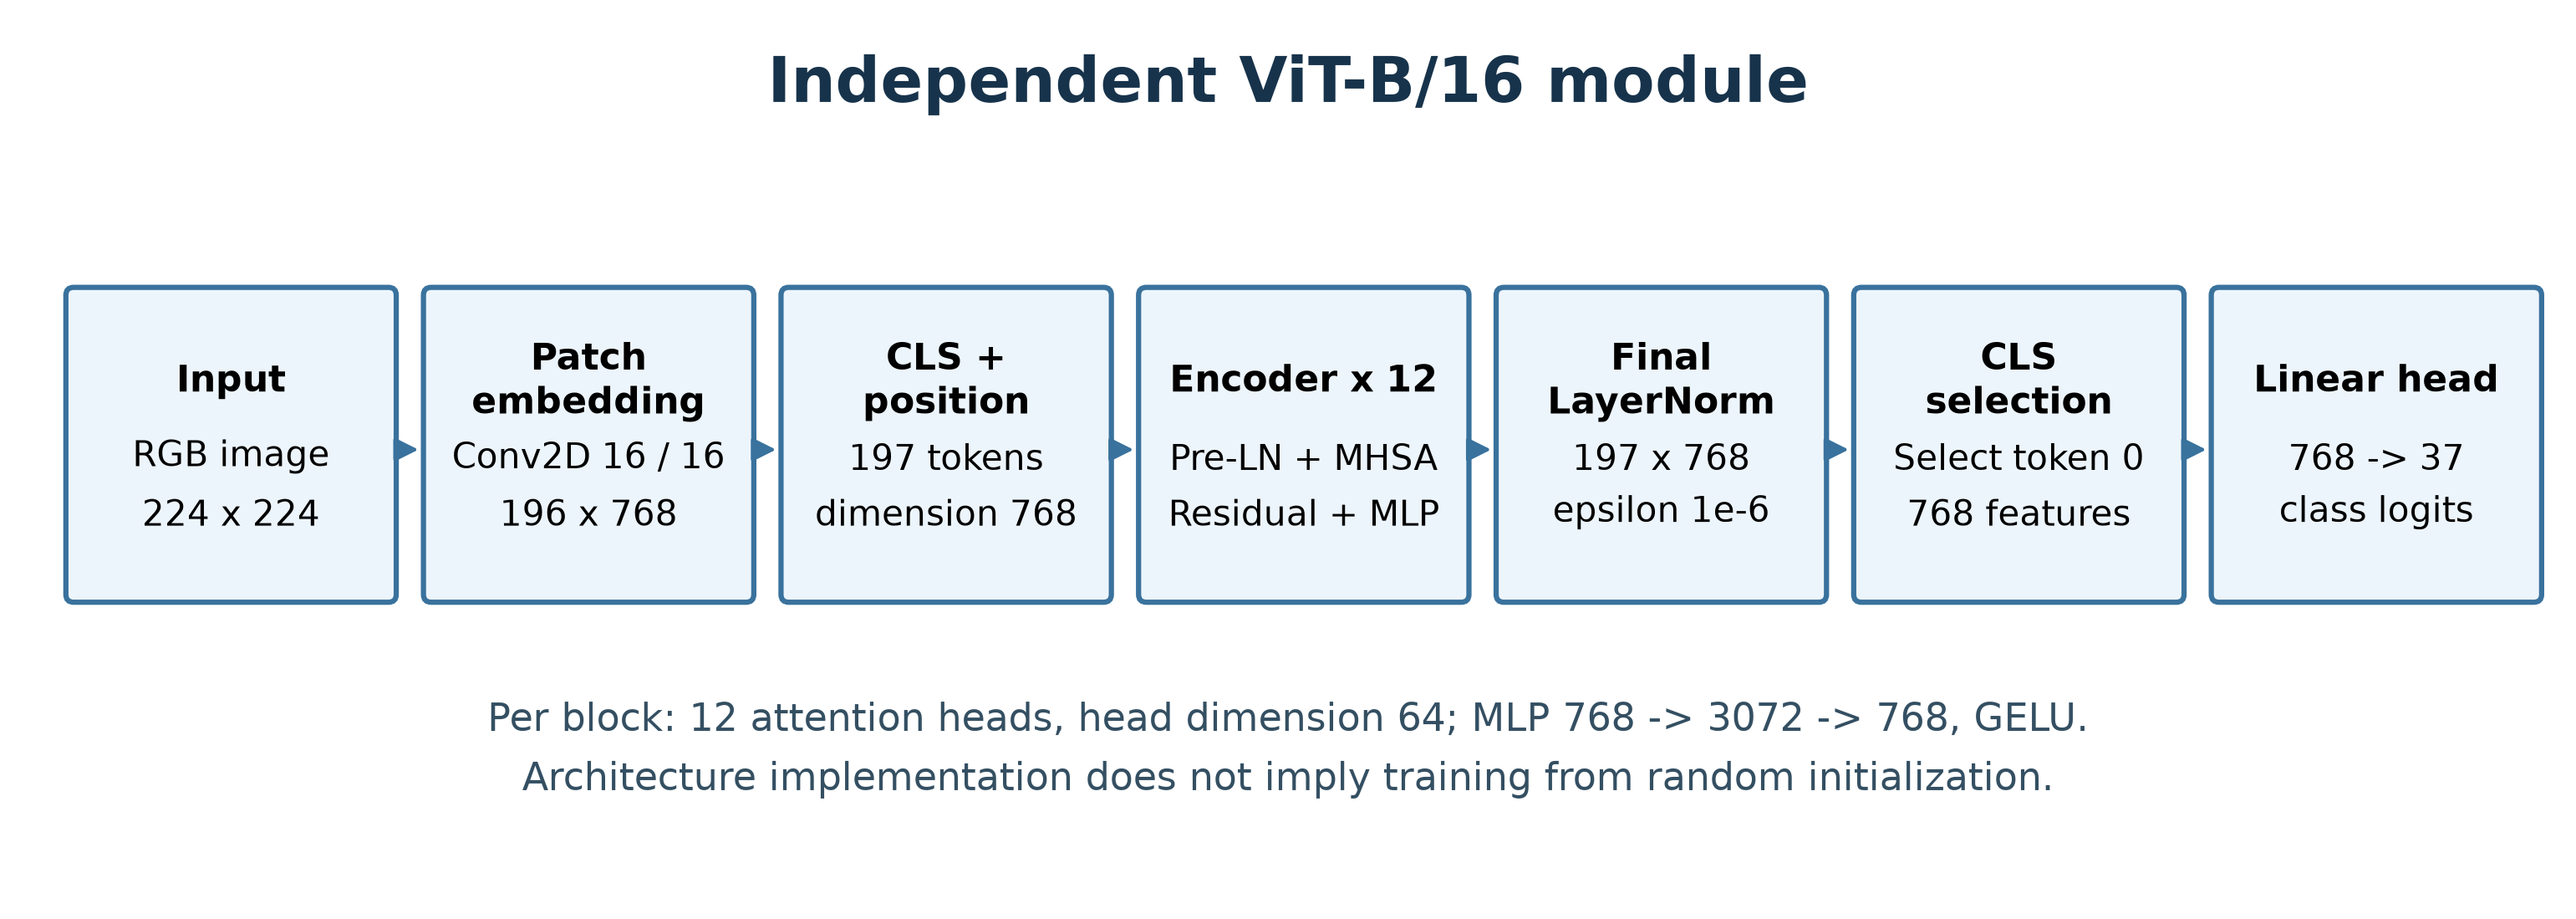 Independent ViT-B/16 module
Input
RGB image
224 x 224
Patch
embedding
Conv2D 16 / 16
196 x 768
CLS +
position
197 tokens
dimension 768
Encoder x 12
Pre-LN + MHSA
Residual + MLP
Final
LayerNorm
197 x 768
epsilon 1e-6
CLS
selection
Select token 0
768 features
Linear head
768 -> 37
class logits
Per block: 12 attention heads, head dimension 64; MLP 768 -> 3072 -> 768, GELU.
Architecture implementation does not imply training from random initialization.